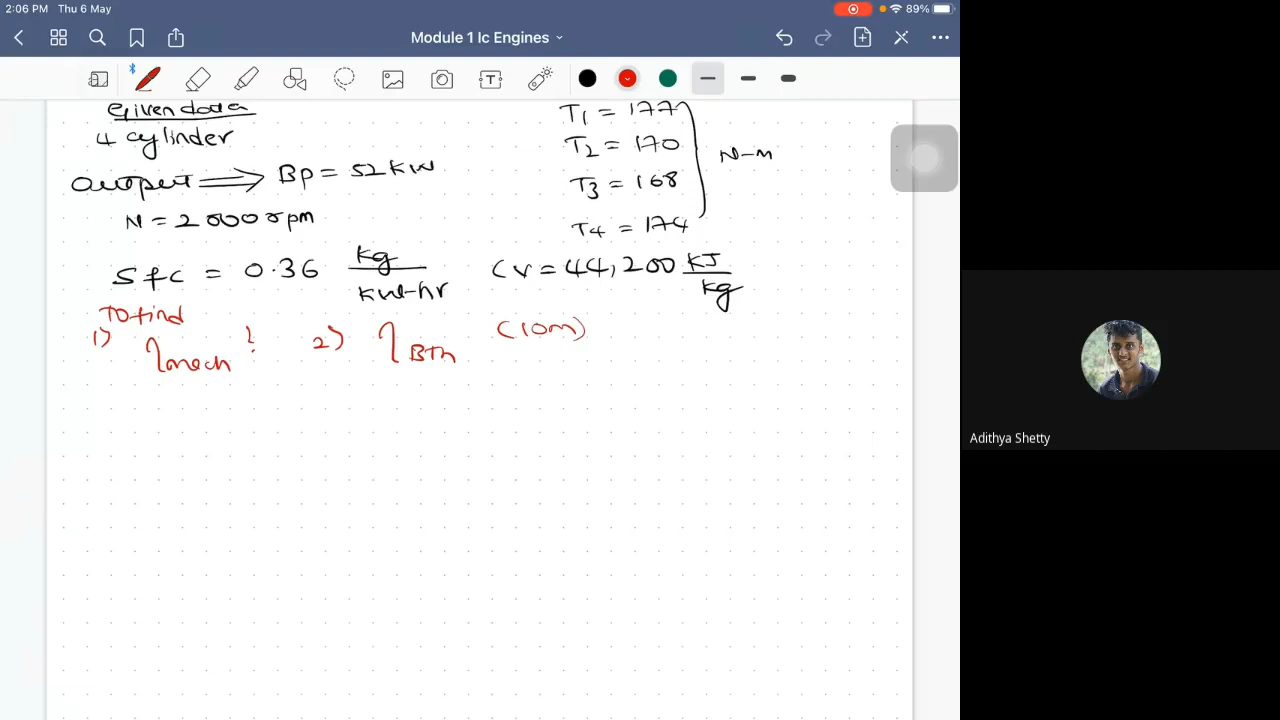 2:06 PM Thu 6 May
89%
Module 1 Ic Engines
Given data
4 cylinder
output ⟹ Bp = 52 kW
N = 2000 rpm
T1 = 177
T2 = 170
T3 = 168
T4 = 174
N-m
sfc = 0.36 kg/kW-hr
CV = 44,200 kJ/kg
To find
1) ηmech ? 2) ηBth (10m)
Adithya Shetty